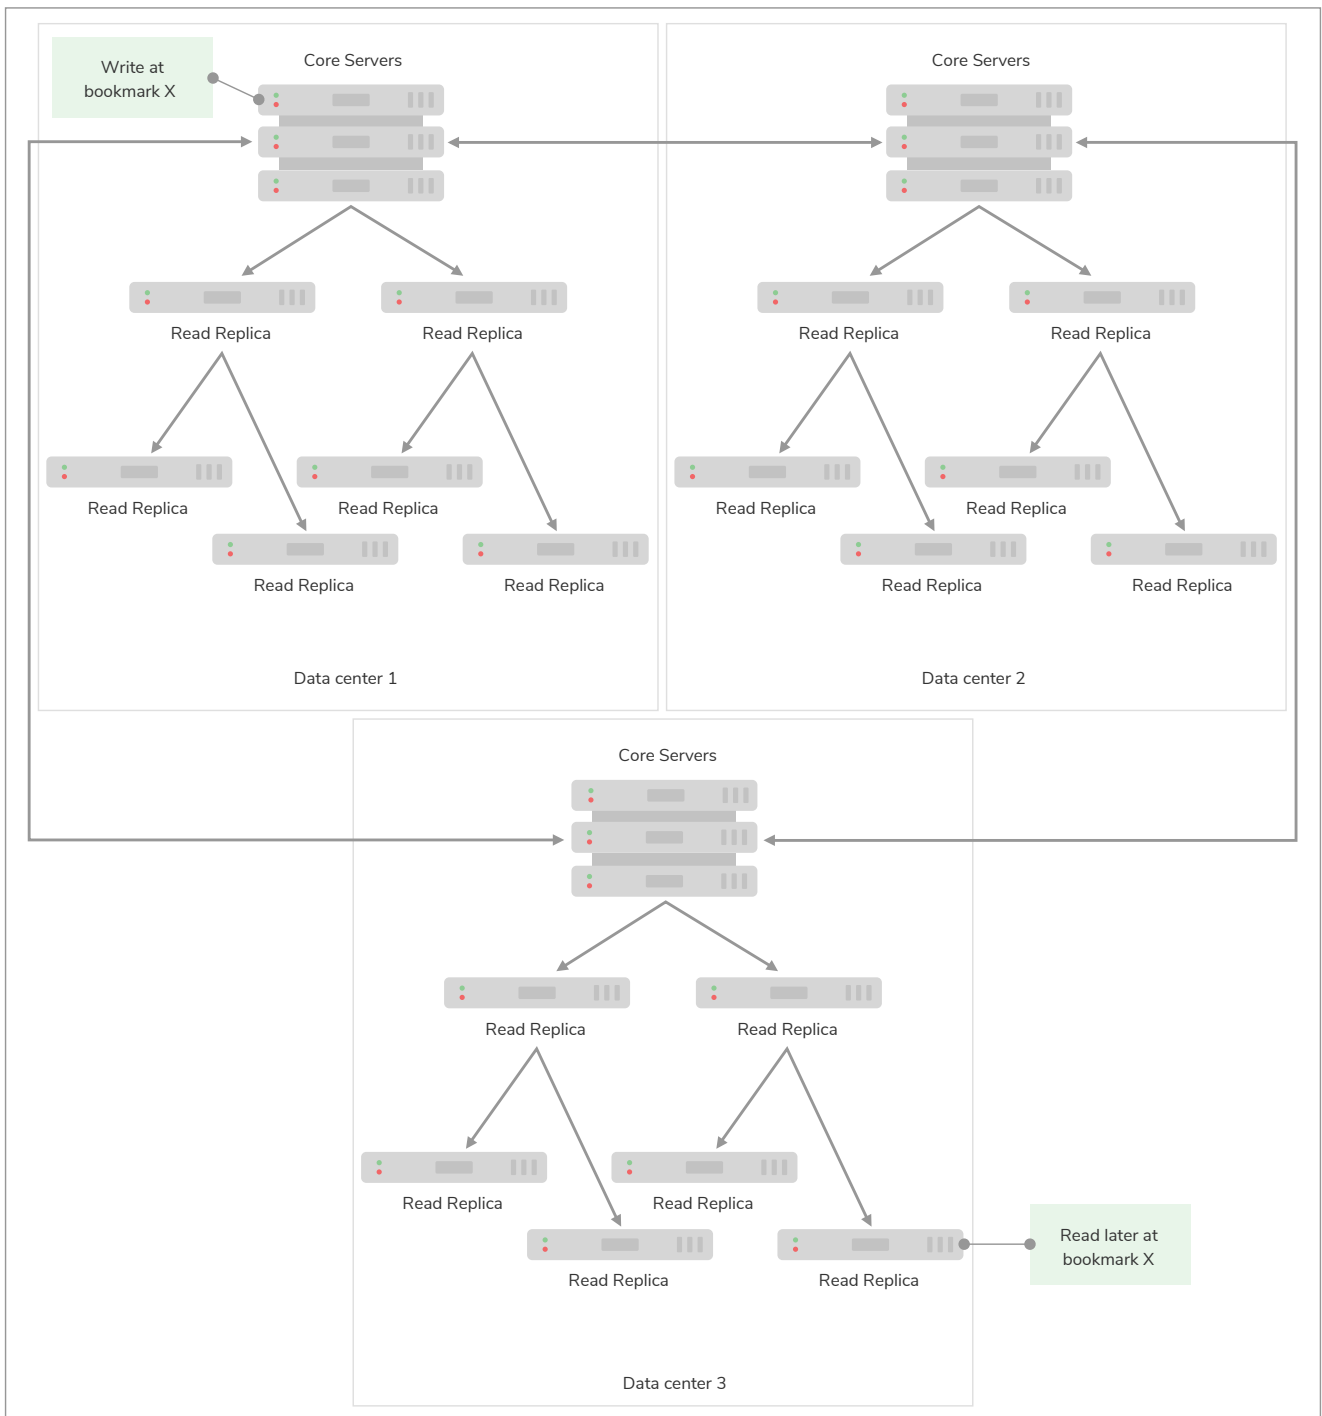 Write at
bookmark X
Core Servers
Core Servers
Read Replica
Read Replica
Read Replica
Read Replica
Read Replica
Read Replica
Read Replica
Read Replica
Read Replica
Read Replica
Read Replica
Read Replica
Data center 1
Data center 2
Core Servers
Read Replica
Read Replica
Read Replica
Read Replica
Read Replica
Read Replica
Read later at
bookmark X
Data center 3